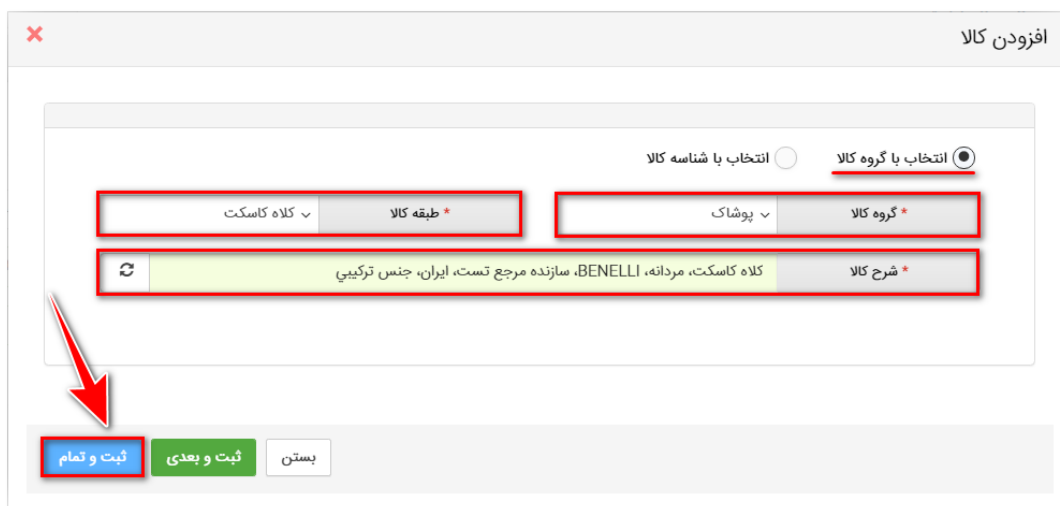 افزودن کالا
انتخاب با گروه کالا انتخاب با شناسه کالا
* گروه کالا پوشاک * طبقه کالا کلاه کاسکت
* شرح کالا کلاه کاسکت، مردانه، BENELLI، سازنده مرجع تست، ایران، جنس ترکیبي
بستن ثبت و بعدی ثبت و تمام